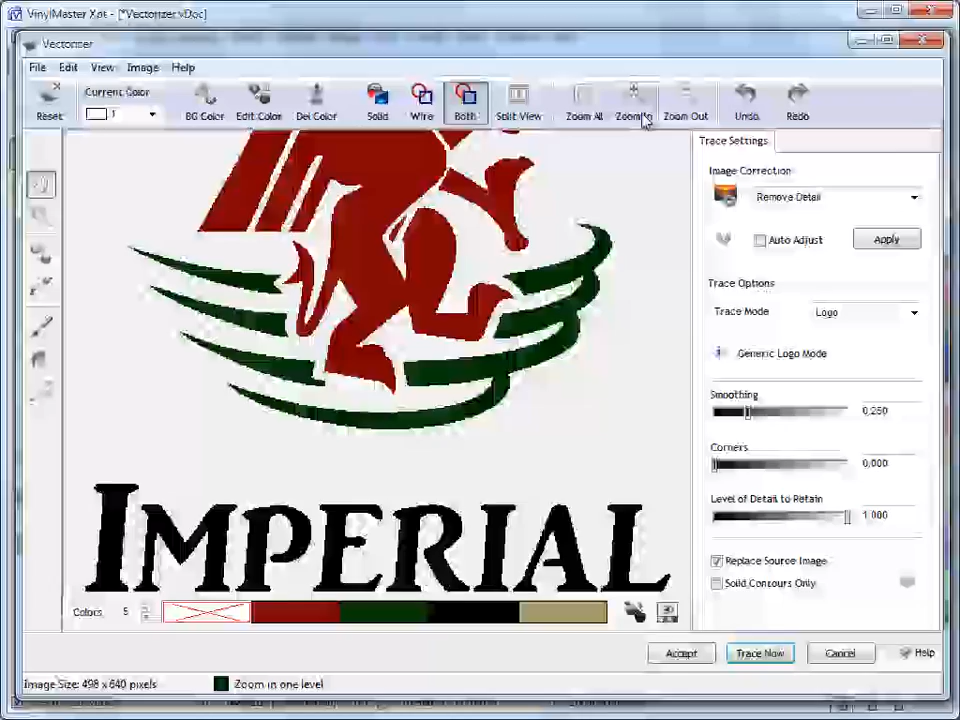 VinylMaster Xpt - [*Vectorizer.vDoc]
Vectorizer
File Edit View Image Help
Reset
Current Color
1
BG Color Edit Color Del Color Solid Wire Both Split View Zoom All Zoom In Zoom Out Undo Redo
Trace Settings
Image Correction
Remove Detail
Auto Adjust Apply
Trace Options
Trace Mode Logo
Generic Logo Mode
Smoothing
0.250
Corners
0.000
Level of Detail to Retain
1.000
Replace Source Image
Solid Contours Only
IMPERIAL
Colors 5
Accept Trace Now Cancel Help
Image Size: 498 x 640 pixels Zoom in one level